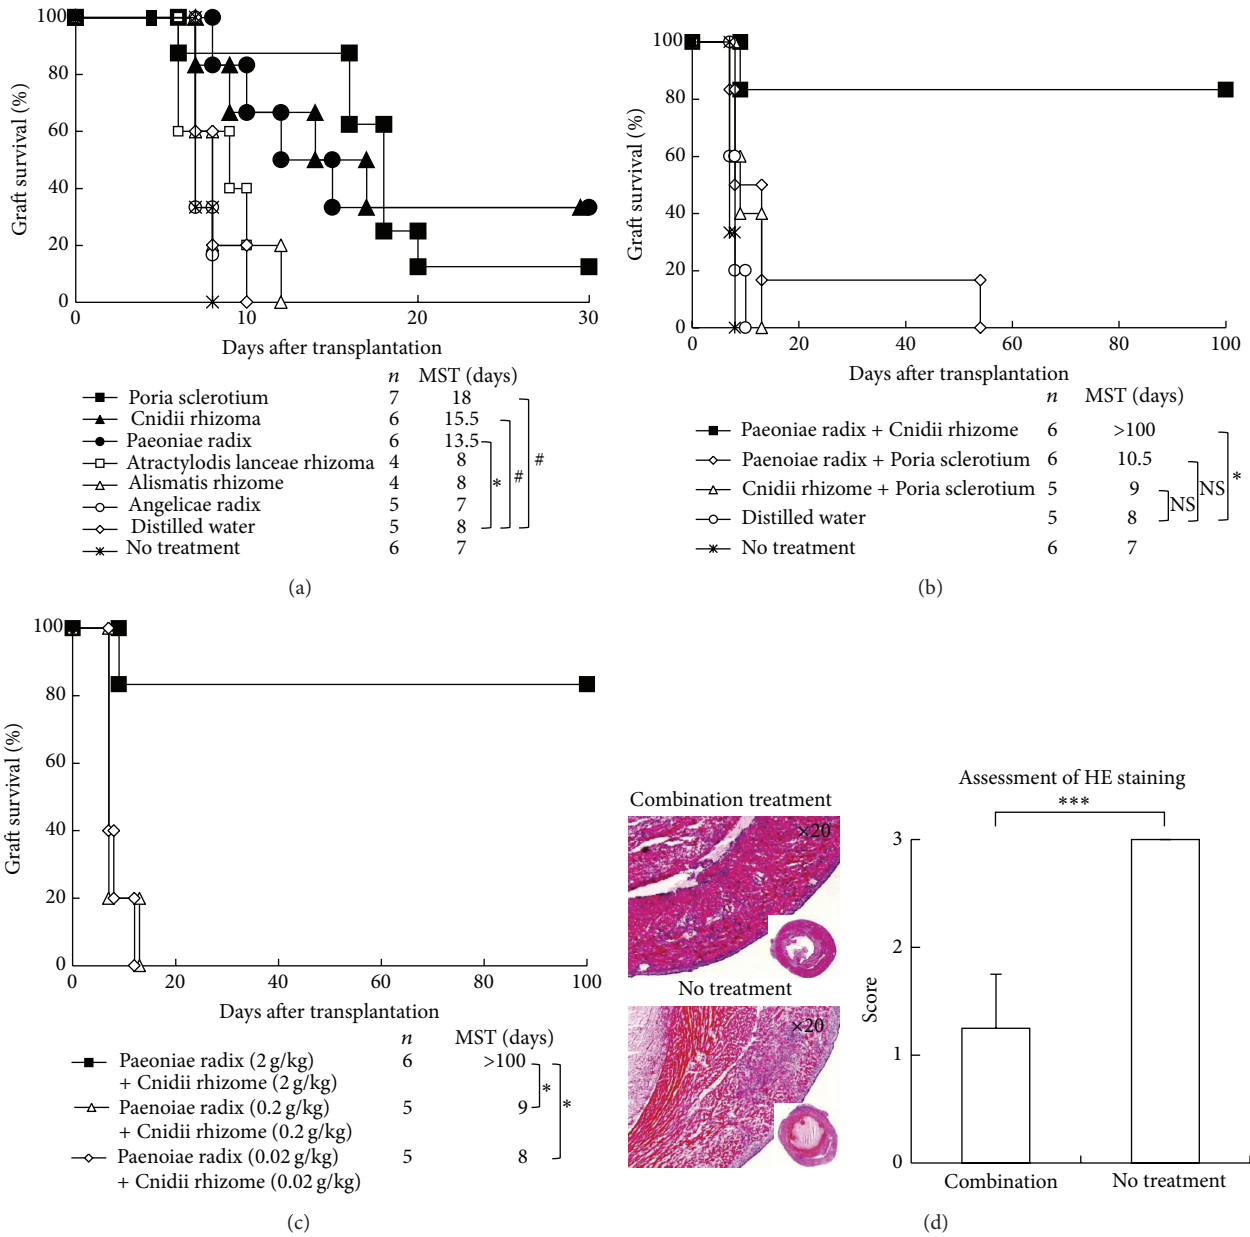 100
80
60
40
20
0
Graft survival (%)
0 10 20 30
Days after transplantation
n MST (days)
Poria sclerotium 7 18
Cnidii rhizoma 6 15.5
Paeoniae radix 6 13.5
Atractylodis lanceae rhizoma 4 8
Alismatis rhizome 4 8
Angelicae radix 5 7
Distilled water 5 8
No treatment 6 7
* # #
(a)
100
80
60
40
20
0
Graft survival (%)
0 20 40 60 80 100
Days after transplantation
n MST (days)
Paeoniae radix + Cnidii rhizome 6 >100
Paenoiae radix + Poria sclerotium 6 10.5
Cnidii rhizome + Poria sclerotium 5 9
Distilled water 5 8
No treatment 6 7
NS NS *
(b)
100
80
60
40
20
0
Graft survival (%)
0 20 40 60 80 100
Days after transplantation
n MST (days)
Paeoniae radix (2 g/kg) 6 >100
+ Cnidii rhizome (2 g/kg)
Paenoiae radix (0.2 g/kg) 5 9
+ Cnidii rhizome (0.2 g/kg)
Paenoiae radix (0.02 g/kg) 5 8
+ Cnidii rhizome (0.02 g/kg)
* *
(c)
Combination treatment
×20
No treatment
×20
Assessment of HE staining
***
3
2
1
0
Score
Combination No treatment
(d)